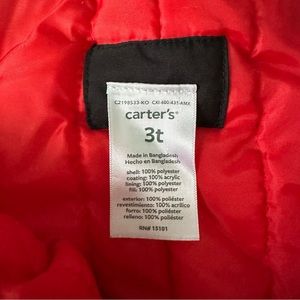 C2198533-KO CXI-600-431-AMX
carter's®
3t
Made in Bangladesh
Hecho en Bangladesh
shell: 100% polyester
coating: 100% acrylic
lining: 100% polyester
fill: 100% polyester
exterior: 100% poliéster
revestimiento: 100% acrílico
forro: 100% poliéster
relleno: 100% poliéster
RN# 15101